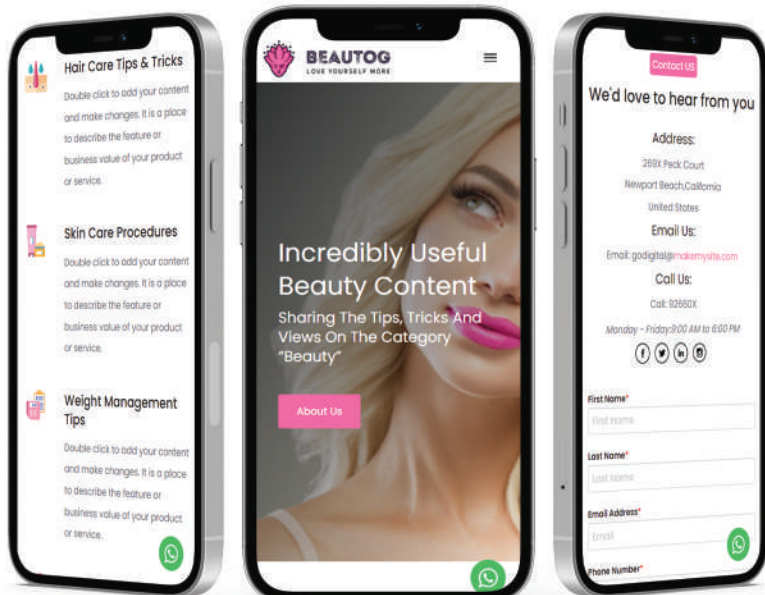 Hair Care Tips & Tricks
Double click to add your content
and make changes. It is a place
to describe the feature or
business value of your product
or service.
Skin Care Procedures
Double click to add your content
and make changes. It is a place
to describe the feature or
business value of your product
or service.
Weight Management
Tips
Double click to add your content
and make changes. It is a place
to describe the feature or
business value of your product
or service.
BEAUTOG
LOVE YOURSELF MORE
Incredibly Useful
Beauty Content
Sharing The Tips, Tricks And
Views On The Category
"Beauty"
About Us
Contact US
We'd love to hear from you
Address:
269X Peck Court
Newport Beach,California
United States
Email Us:
Email: godigital@makemysite.com
Call Us:
Call: 92660X
Monday - Friday:9:00 AM to 6:00 PM
First Name*
First Name
Last Name*
Last Name
Email Address*
Email
Phone Number*